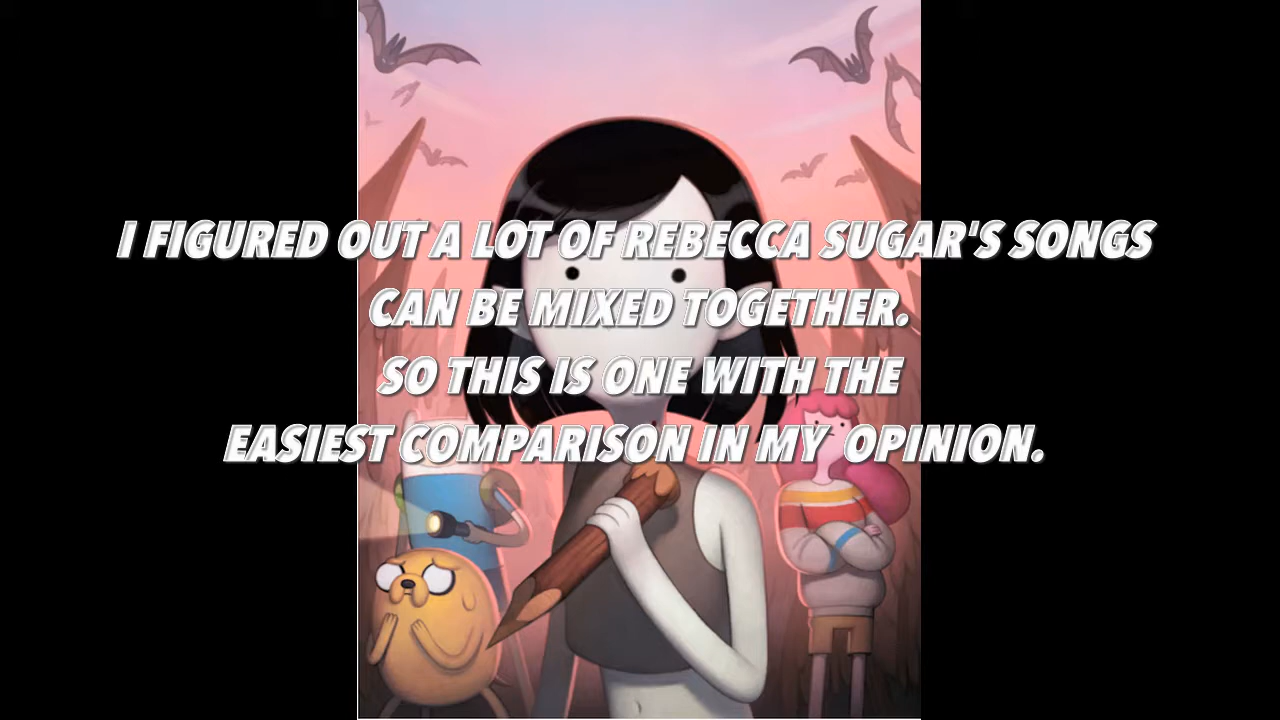 I FIGURED OUT A LOT OF REBECCA SUGAR'S SONGS
CAN BE MIXED TOGETHER.
SO THIS IS ONE WITH THE
EASIEST COMPARISON IN MY OPINION.